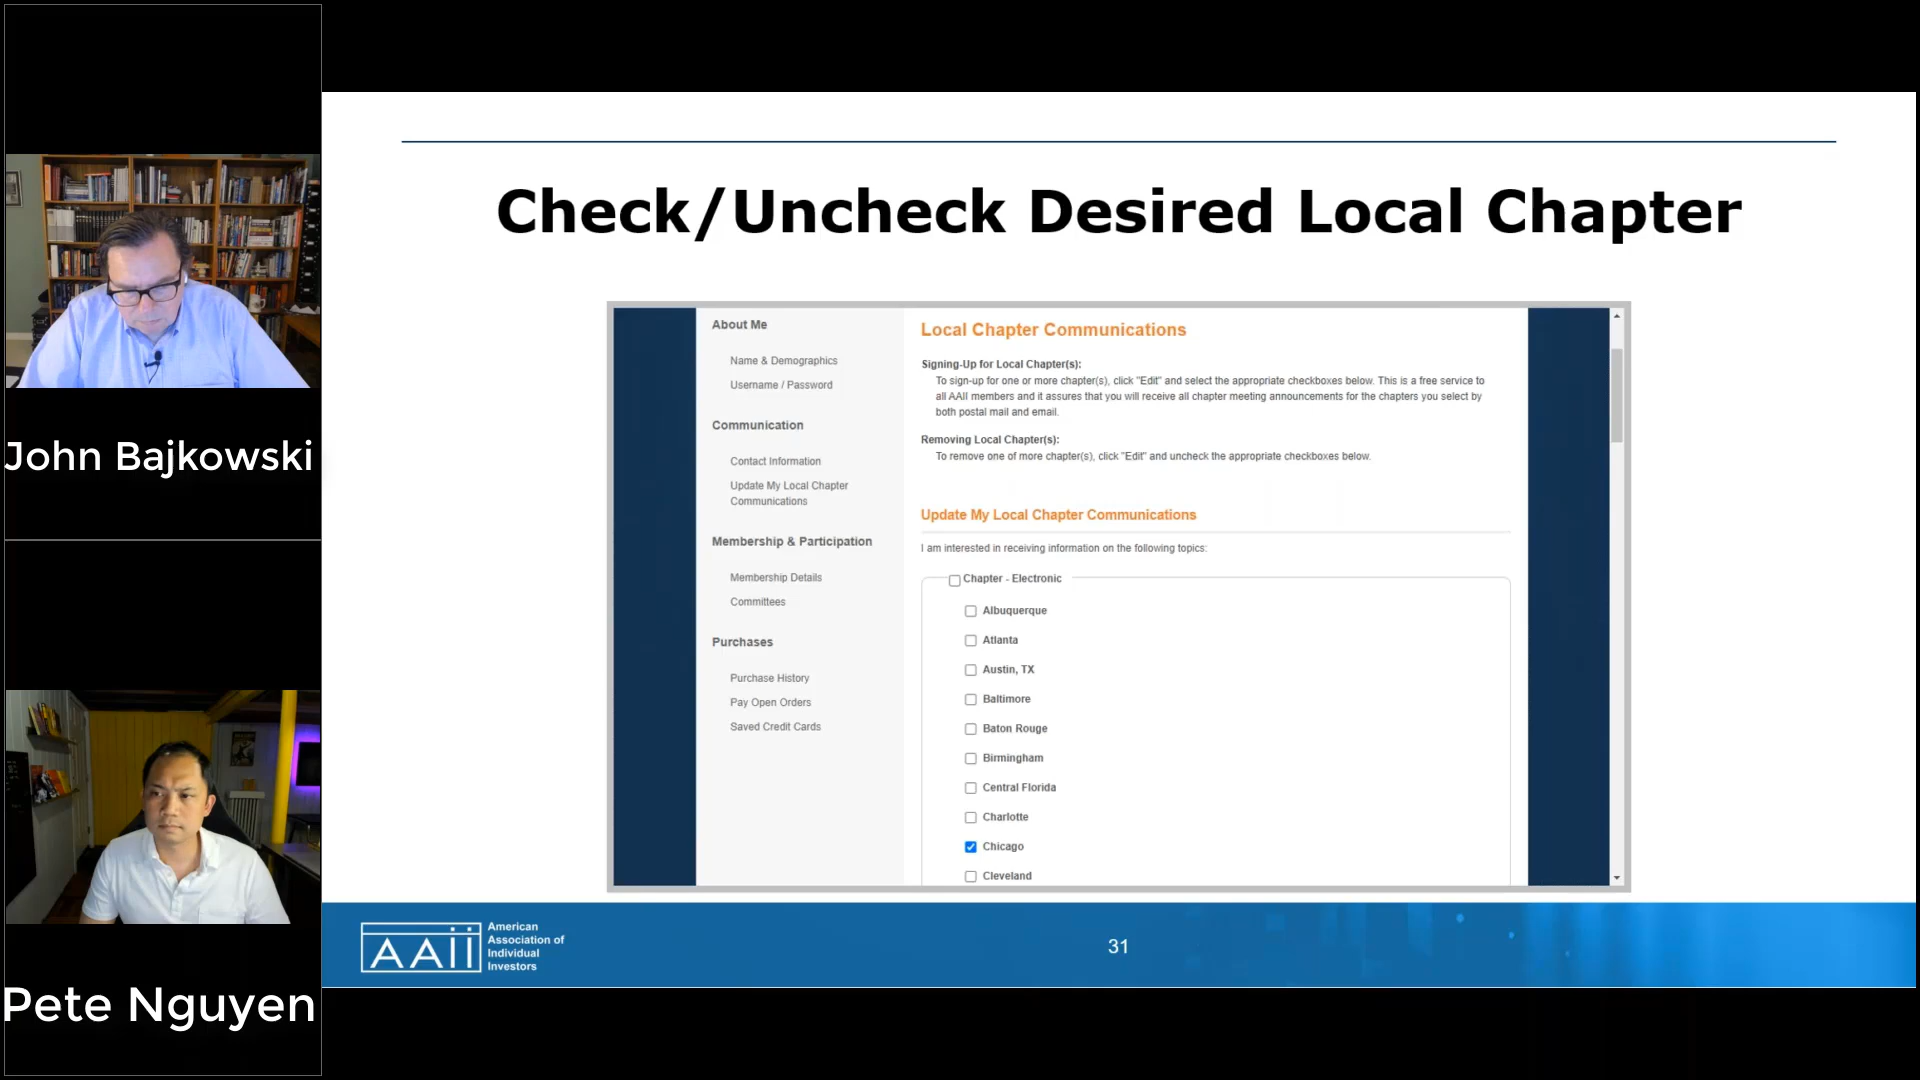 John Bajkowski
Pete Nguyen
Check/Uncheck Desired Local Chapter
About Me
Name & Demographics
Username / Password
Communication
Contact Information
Update My Local Chapter
Communications
Membership & Participation
Membership Details
Committees
Purchases
Purchase History
Pay Open Orders
Saved Credit Cards
Local Chapter Communications
Signing-Up for Local Chapter(s):
To sign-up for one or more chapter(s), click "Edit" and select the appropriate checkboxes below. This is a free service to
all AAII members and it assures that you will receive all chapter meeting announcements for the chapters you select by
both postal mail and email.
Removing Local Chapter(s):
To remove one of more chapter(s), click "Edit" and uncheck the appropriate checkboxes below.
Update My Local Chapter Communications
I am interested in receiving information on the following topics:
Chapter - Electronic
Albuquerque
Atlanta
Austin, TX
Baltimore
Baton Rouge
Birmingham
Central Florida
Charlotte
Chicago
Cleveland
AAii
American
Association of
Individual
Investors
31